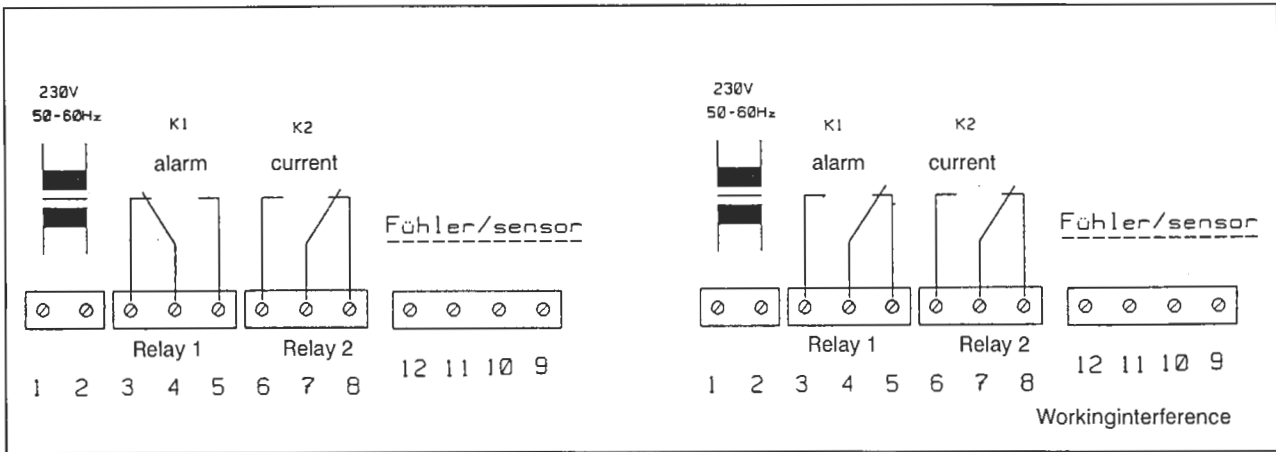 230V
50-60Hz
K1
K2
alarm
current
Fühler/sensor
Relay 1
Relay 2
1 2 3 4 5 6 7 8 12 11 10 9
230V
50-60Hz
K1
K2
alarm
current
Fühler/sensor
Relay 1
Relay 2
1 2 3 4 5 6 7 8 12 11 10 9
Workinginterference